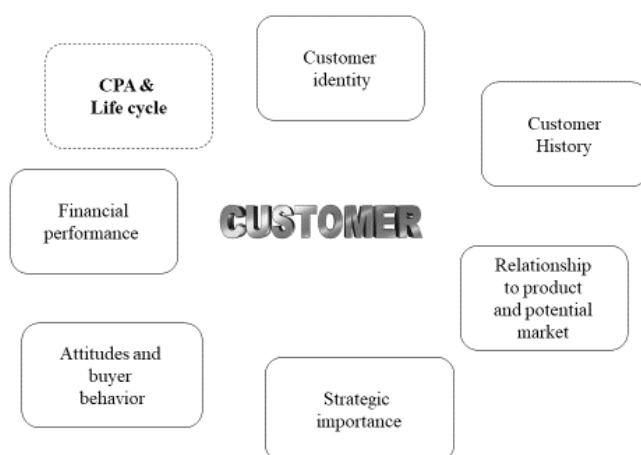 CPA &
Life cycle
Customer
identity
Customer
History
Financial
performance
CUSTOMER
Relationship
to product
and potential
market
Attitudes and
buyer
behavior
Strategic
importance